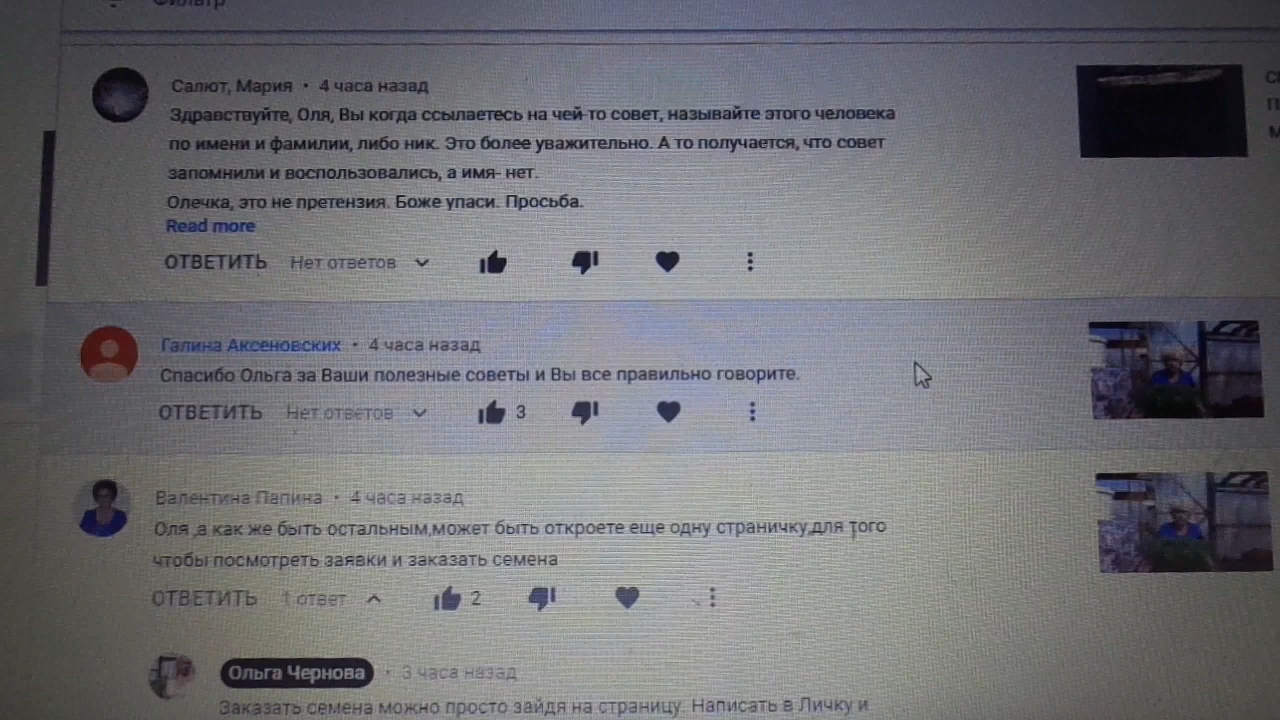 Фильтр
Салют, Мария • 4 часа назад
Здравствуйте, Оля, Вы когда ссылаетесь на чей-то совет, называйте этого человека
по имени и фамилии, либо ник. Это более уважительно. А то получается, что совет
запомнили и воспользовались, а имя- нет.
Олечка, это не претензия. Боже упаси. Просьба.
Read more
ОТВЕТИТЬ Нет ответов
Галина Аксеновских • 4 часа назад
Спасибо Ольга за Ваши полезные советы и Вы все правильно говорите.
ОТВЕТИТЬ Нет ответов 3
Валентина Папина • 4 часа назад
Оля ,а как же быть остальным,может быть откроете еще одну страничку,для того
чтобы посмотреть заявки и заказать семена
ОТВЕТИТЬ 1 ответ 2
Ольга Чернова • 3 часа назад
Заказать семена можно просто зайдя на страницу. Написать в Личку и